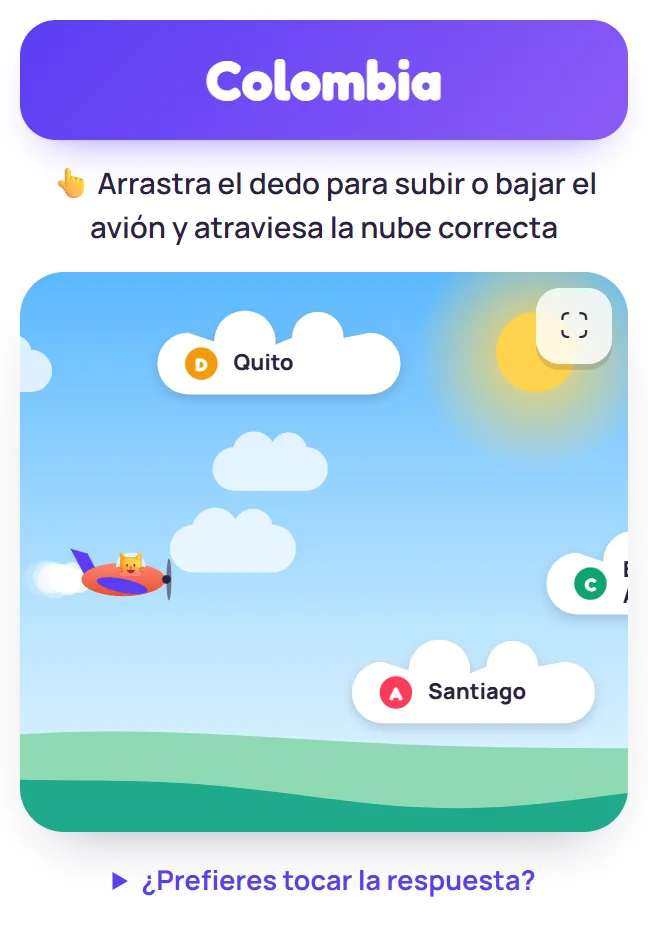 Colombia
👆 Arrastra el dedo para subir o bajar el
avión y atraviesa la nube correcta
D Quito
C
A Santiago
▶ ¿Prefieres tocar la respuesta?